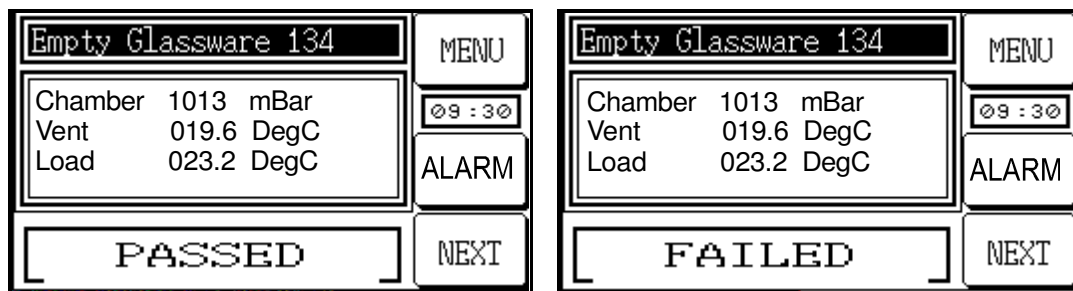 Empty Glassware 134
MENU
Chamber 1013 mBar
09:30
Vent 019.6 DegC
Load 023.2 DegC
ALARM
PASSED
NEXT
Empty Glassware 134
MENU
Chamber 1013 mBar
09:30
Vent 019.6 DegC
Load 023.2 DegC
ALARM
FAILED
NEXT